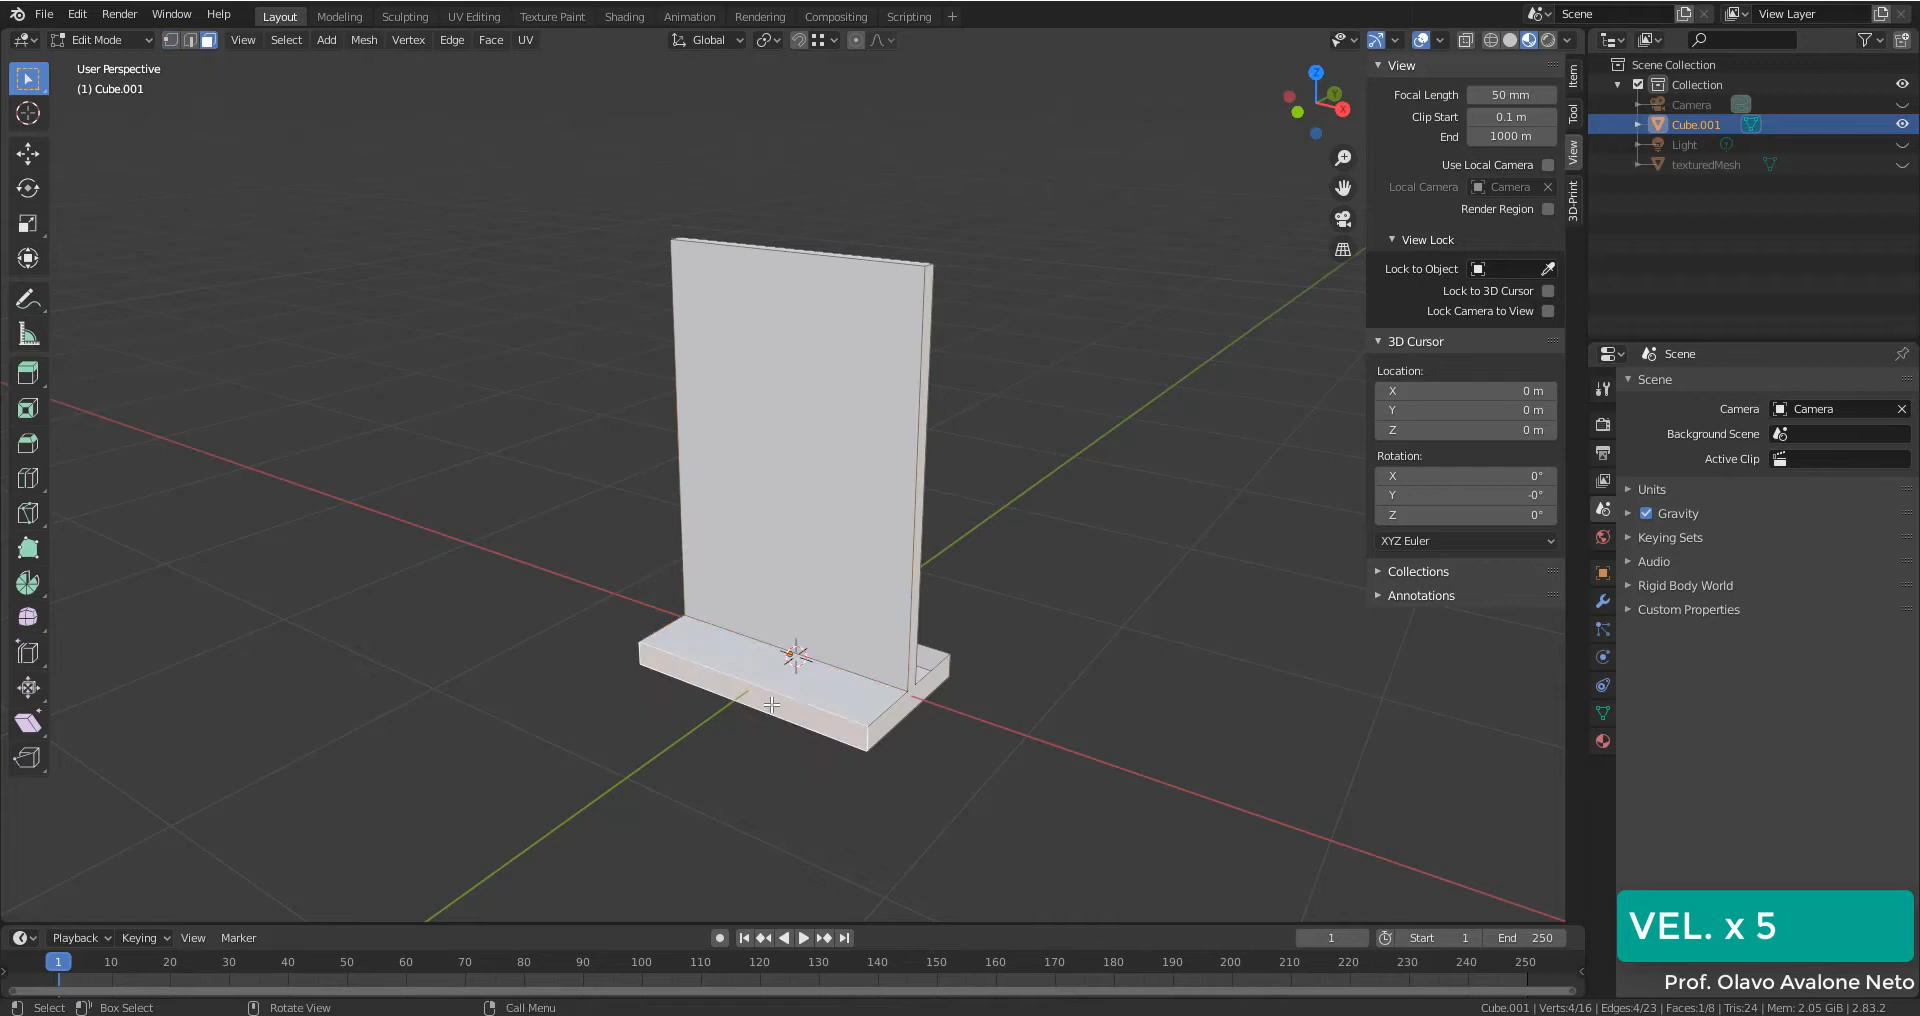 File Edit Render Window Help Layout Modeling Sculpting UV Editing Texture Paint Shading Animation Rendering Compositing Scripting + Scene View Layer
Edit Mode View Select Add Mesh Vertex Edge Face UV Global
User Perspective
(1) Cube.001
View
Focal Length 50 mm
Clip Start 0.1 m
End 1000 m
Use Local Camera
Local Camera Camera
Render Region
View Lock
Lock to Object
Lock to 3D Cursor
Lock Camera to View
3D Cursor
Location:
X 0 m
Y 0 m
Z 0 m
Rotation:
X 0°
Y -0°
Z 0°
XYZ Euler
Collections
Annotations
Item
Tool
View
3D-Print
Z
Y
X
Scene Collection
Collection
Camera
Cube.001
Light
texturedMesh
Scene
Scene
Camera Camera
Background Scene
Active Clip
Units
Gravity
Keying Sets
Audio
Rigid Body World
Custom Properties
VEL. x 5
Prof. Olavo Avalone Neto
Playback Keying View Marker 1 Start 1 End 250
1 10 20 30 40 50 60 70 80 90 100 110 120 130 140 150 160 170 180 190 200 210 220 230 240 250
Select Box Select Rotate View Call Menu Cube.001 | Verts:4/16 | Edges:4/23 | Faces:1/8 | Tris:24 | Mem: 2.05 GiB | 2.83.2